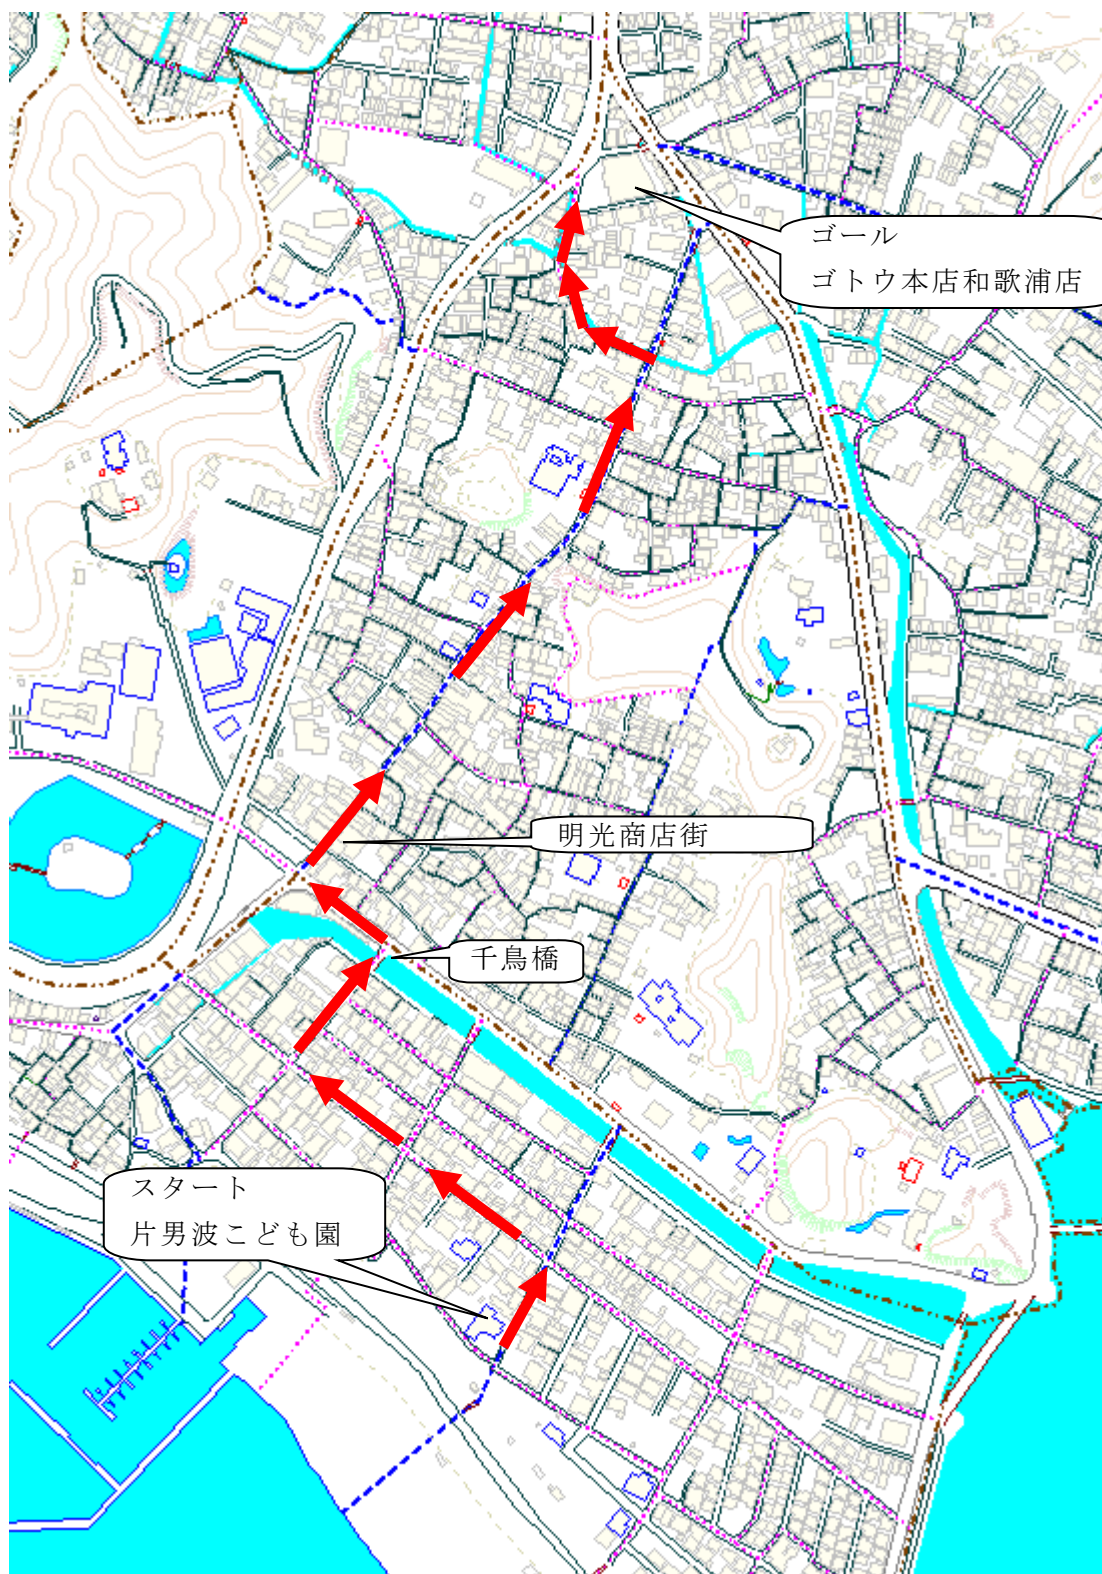 ゴール
ゴトウ本店和歌浦店
明光商店街
千鳥橋
スタート
片男波こども園